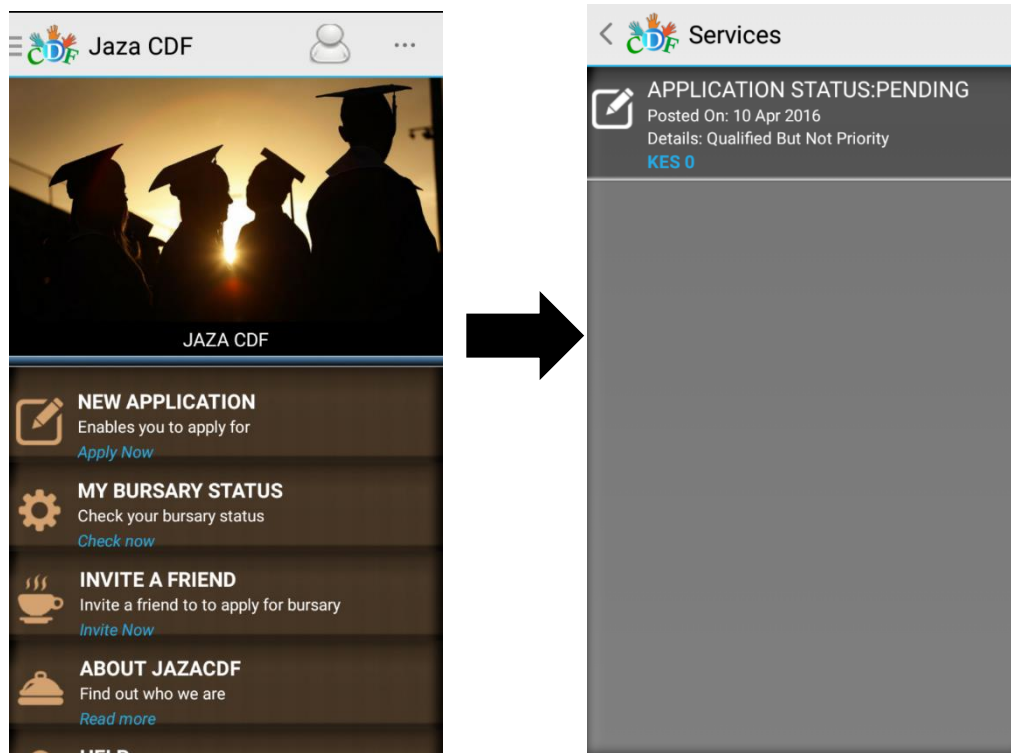 CDF Jaza CDF ...
JAZA CDF
NEW APPLICATION
Enables you to apply for
Apply Now
MY BURSARY STATUS
Check your bursary status
Check now
INVITE A FRIEND
Invite a friend to to apply for bursary
Invite Now
ABOUT JAZACDF
Find out who we are
Read more
HELP
CDF Services
APPLICATION STATUS:PENDING
Posted On: 10 Apr 2016
Details: Qualified But Not Priority
KES 0